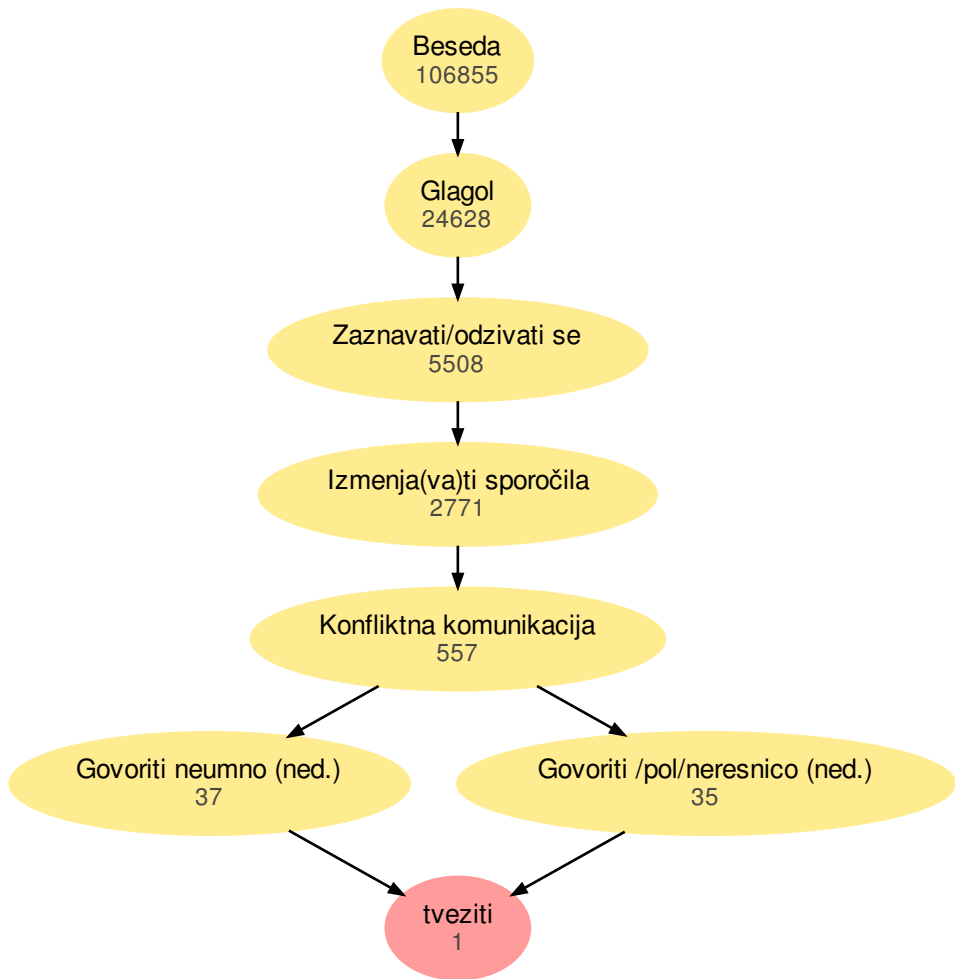 Beseda
106855
Glagol
24628
Zaznavati/odzivati se
5508
Izmenja(va)ti sporočila
2771
Konfliktna komunikacija
557
Govoriti neumno (ned.)
37
Govoriti /pol/neresnico (ned.)
35
tveziti
1